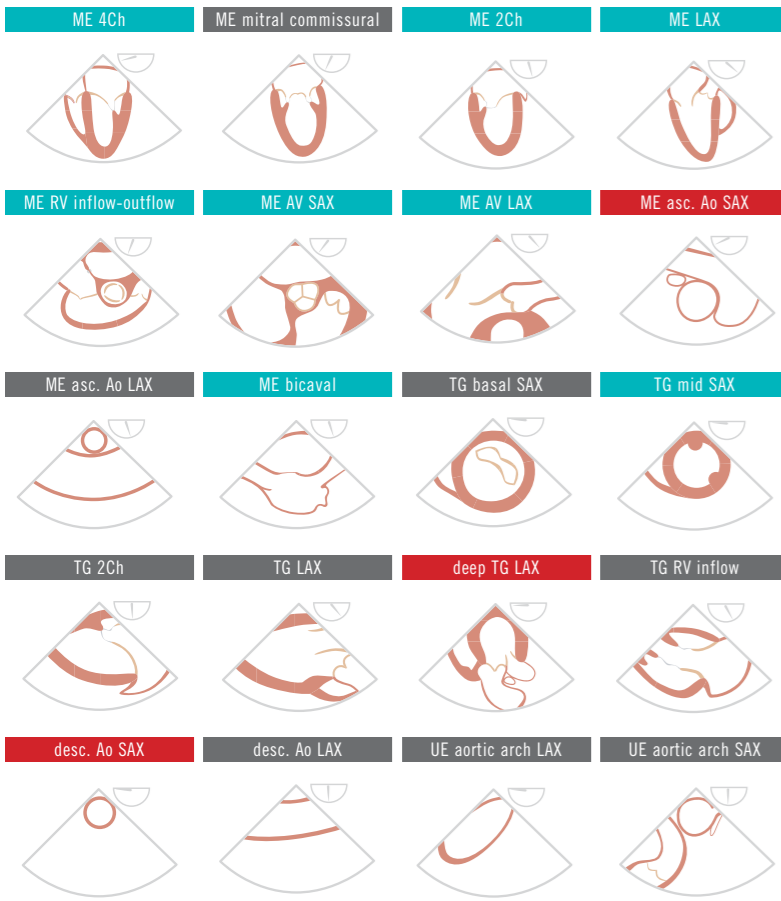 ME 4Ch
ME mitral commissural
ME 2Ch
ME LAX
ME RV inflow-outflow
ME AV SAX
ME AV LAX
ME asc. Ao SAX
ME asc. Ao LAX
ME bicaval
TG basal SAX
TG mid SAX
TG 2Ch
TG LAX
deep TG LAX
TG RV inflow
desc. Ao SAX
desc. Ao LAX
UE aortic arch LAX
UE aortic arch SAX